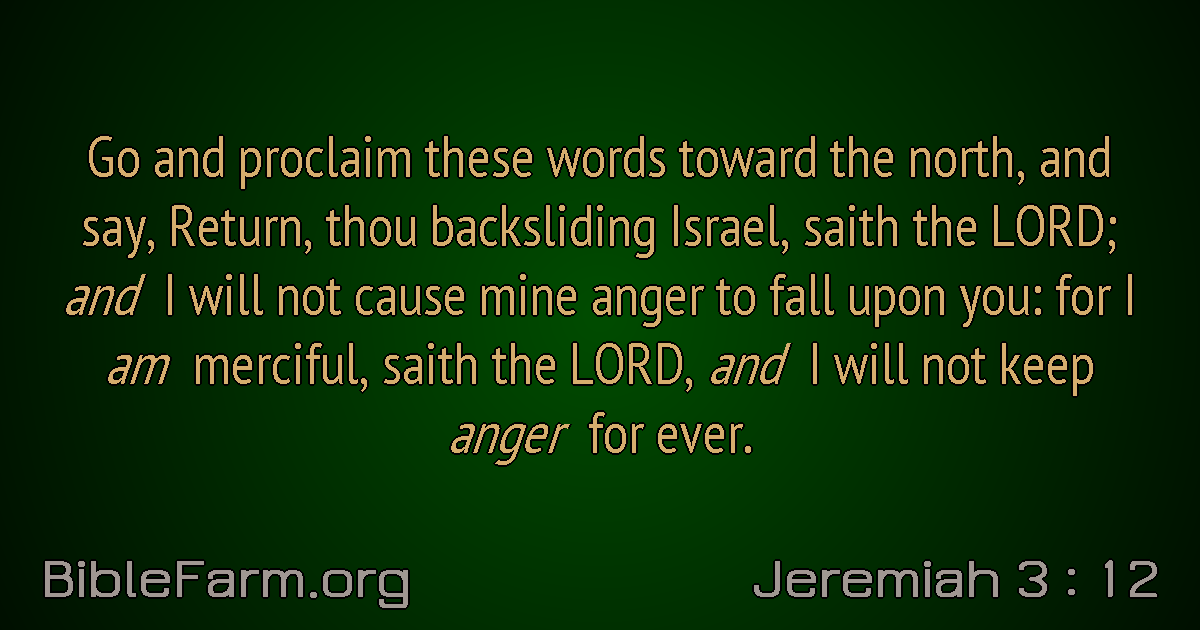 Go and proclaim these words toward the north, and
say, Return, thou backsliding Israel, saith the LORD;
and I will not cause mine anger to fall upon you: for I
am merciful, saith the LORD, and I will not keep
anger for ever.
BibleFarm.org
Jeremiah 3 : 12